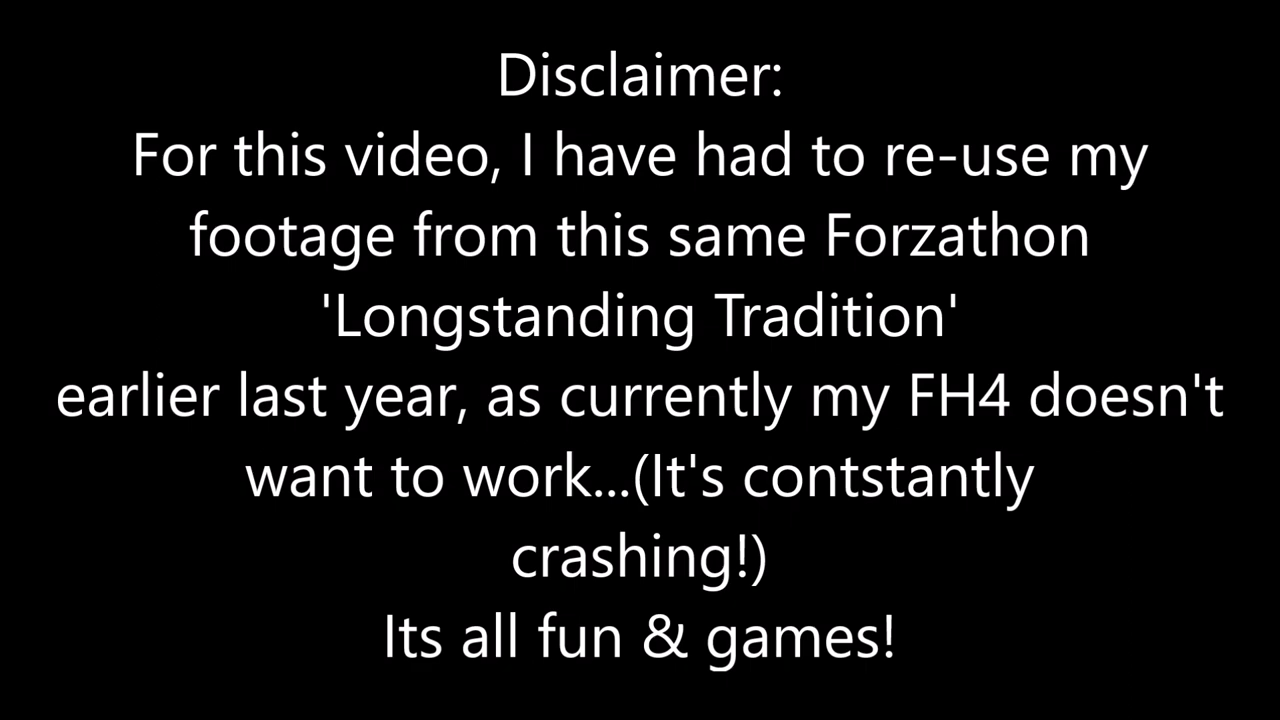 Disclaimer:
For this video, I have had to re-use my
footage from this same Forzathon
'Longstanding Tradition'
earlier last year, as currently my FH4 doesn't
want to work...(It's contstantly
crashing!)
Its all fun & games!